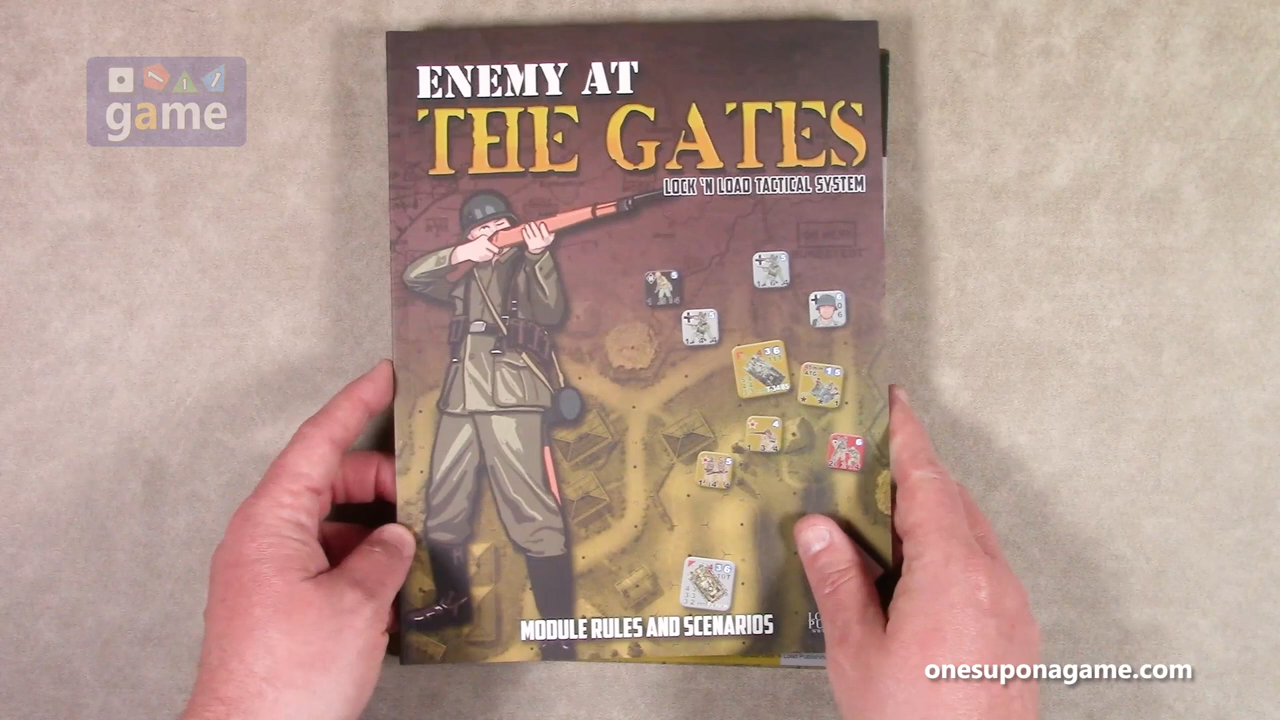 game
ENEMY AT
THE GATES
LOCK 'N LOAD TACTICAL SYSTEM
MODULE RULES AND SCENARIOS
onesuponagame.com